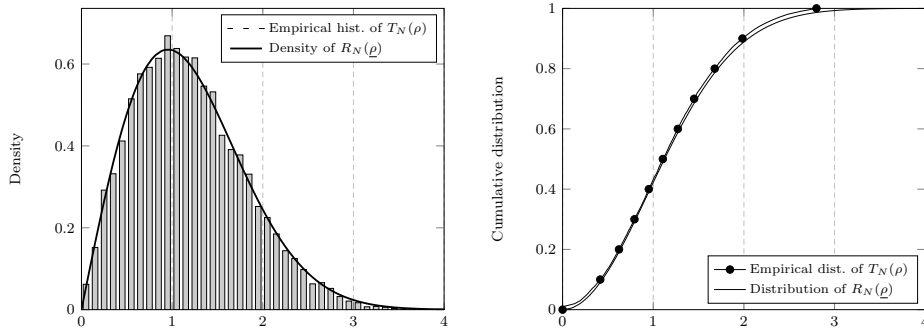 Empirical hist. of T_N(ρ)
Density of R_N(ρ)
Density
0.6
0.4
0.2
0
0 1 2 3 4
1
0.8
0.6
0.4
0.2
0
Cumulative distribution
Empirical dist. of T_N(ρ)
Distribution of R_N(ρ)
0 1 2 3 4